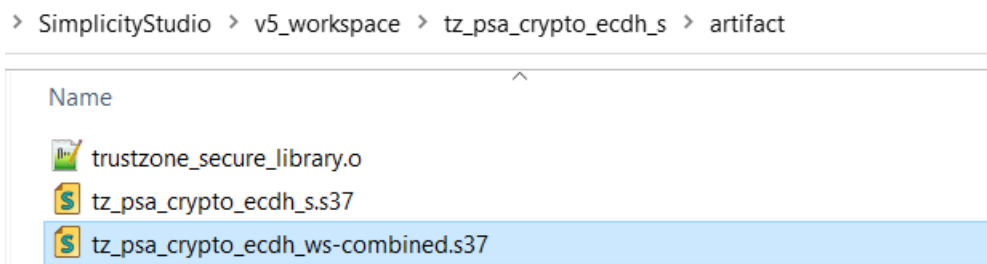 > SimplicityStudio > v5_workspace > tz_psa_crypto_ecdh_s > artifact
Name
trustzone_secure_library.o
tz_psa_crypto_ecdh_s.s37
tz_psa_crypto_ecdh_ws-combined.s37